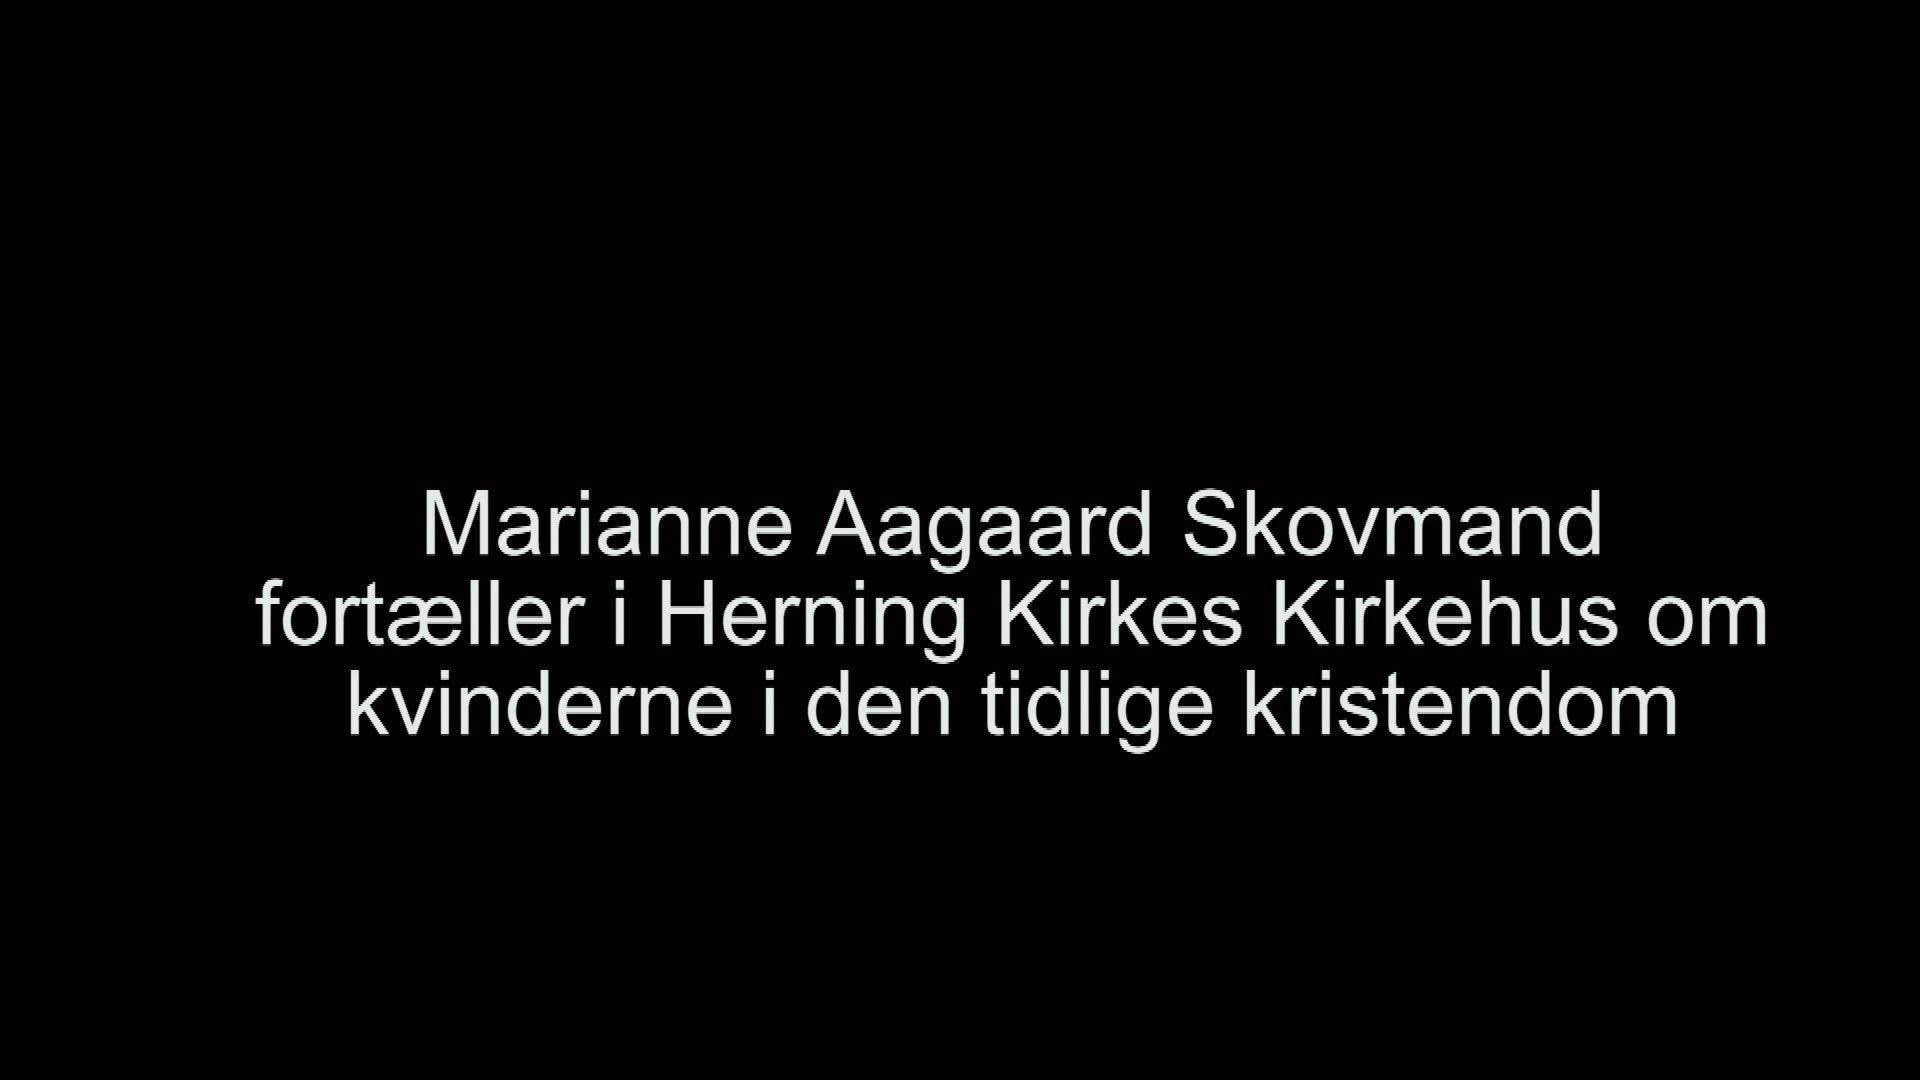 Marianne Aagaard Skovmand
fortæller i Herning Kirkes Kirkehus om
kvinderne i den tidlige kristendom